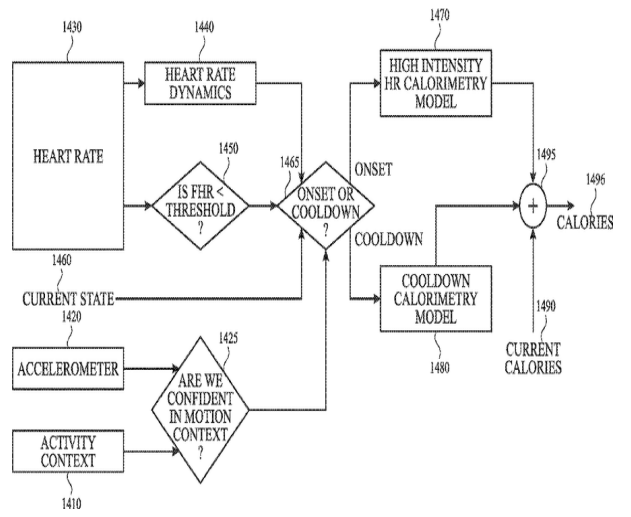 1430
1440
1470
HEART RATE
HEART RATE
DYNAMICS
HIGH INTENSITY
HR CALORIMETRY
MODEL
1450
1465
IS FHR <
THRESHOLD
?
ONSET OR
COOLDOWN
?
ONSET
COOLDOWN
1495
1496
+
CALORIES
1460
CURRENT STATE
1420
ACCELEROMETER
1425
ARE WE
CONFIDENT
IN MOTION
CONTEXT
?
COOLDOWN
CALORIMETRY
MODEL
1480
1490
CURRENT
CALORIES
ACTIVITY
CONTEXT
1410